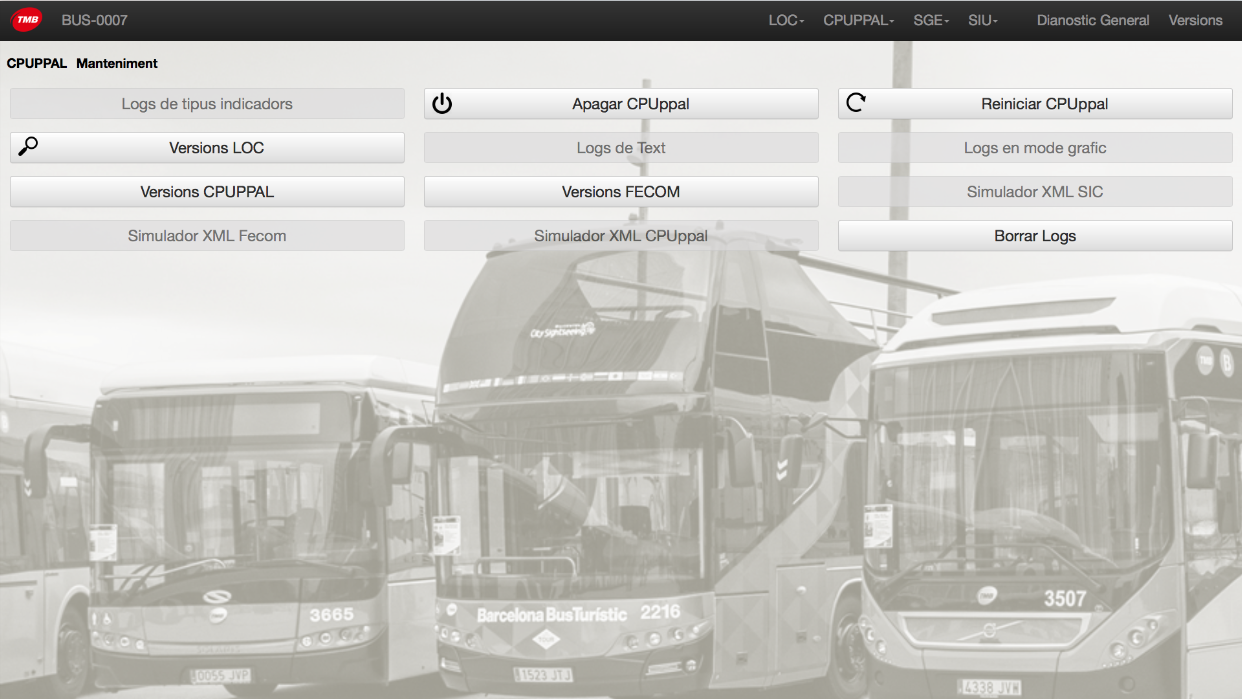 TMB BUS-0007 LOC CPUPPAL SGE SIU Dianostic General Versions
CPUPPAL Manteniment
Logs de tipus indicadors Apagar CPUppal Reiniciar CPUppal
Versions LOC Logs de Text Logs en mode grafic
Versions CPUPPAL Versions FECOM Simulador XML SIC
Simulador XML Fecom Simulador XML CPUppal Borrar Logs
City Sightseeing
TMB B
3665
Barcelona Bus Turístic 2216
3507
0055 JVP
1523 JTJ
4338 JVW